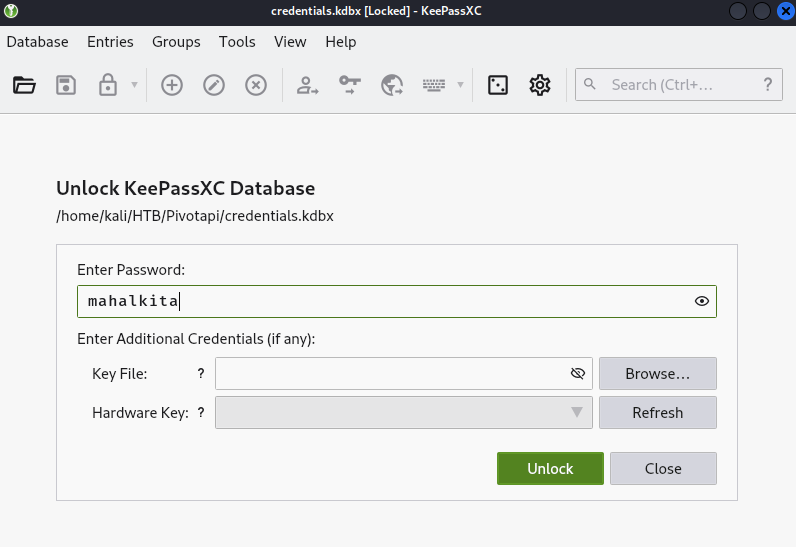 credentials.kdbx [Locked] - KeePassXC
Database Entries Groups Tools View Help
Search (Ctrl+... ?
Unlock KeePassXC Database
/home/kali/HTB/Pivotapi/credentials.kdbx
Enter Password:
mahalkita
Enter Additional Credentials (if any):
Key File: ? Browse...
Hardware Key: ? Refresh
Unlock Close